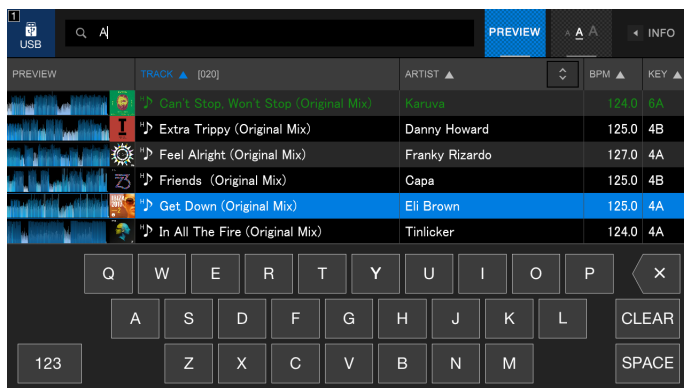 1
USB A PREVIEW A A A INFO
PREVIEW TRACK [020] ARTIST BPM KEY
Can't Stop, Won't Stop (Original Mix) Karuva 124.0 6A
Extra Trippy (Original Mix) Danny Howard 125.0 4B
Feel Alright (Original Mix) Franky Rizardo 127.0 4A
Friends (Original Mix) Capa 125.0 4B
Get Down (Original Mix) Eli Brown 125.0 4A
In All The Fire (Original Mix) Tinlicker 124.0 4A
Q W E R T Y U I O P ×
A S D F G H J K L CLEAR
123 Z X C V B N M SPACE